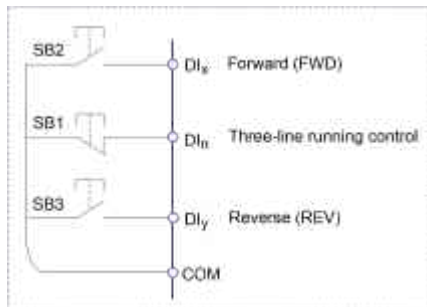 SB2
DIx Forward (FWD)
SB1
DIn Three-line running control
SB3
DIy Reverse (REV)
COM